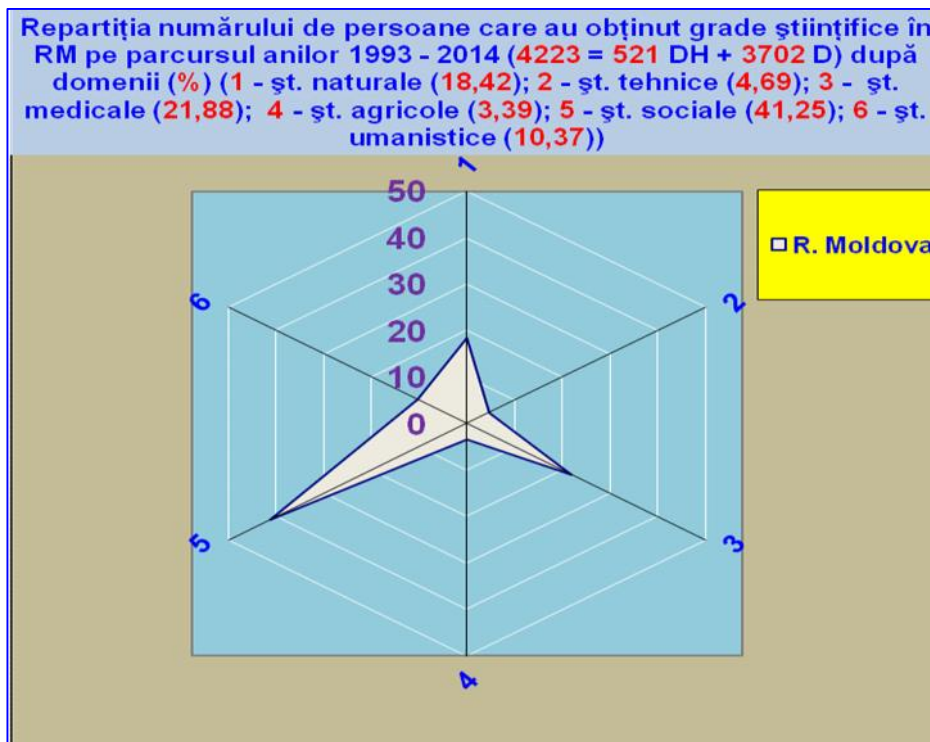 Repartiția numărului de persoane care au obținut grade ştiințifice în
RM pe parcursul anilor 1993 - 2014 (4223 = 521 DH + 3702 D) după
domenii (%) (1 - şt. naturale (18,42); 2 - şt. tehnice (4,69); 3 - şt.
medicale (21,88); 4 - şt. agricole (3,39); 5 - şt. sociale (41,25); 6 - şt.
umanistice (10,37))
1
50
40
30
20
10
0
6
2
R. Moldova
5
3
4